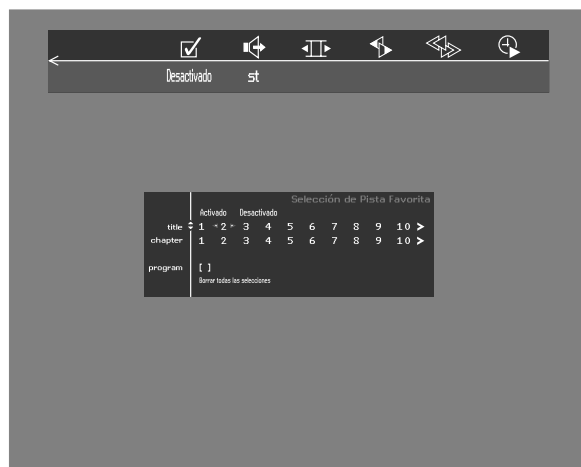 Desactivado st
Selección de Pista Favorita
Activado Desactivado
title 1 2 3 4 5 6 7 8 9 10 >
chapter 1 2 3 4 5 6 7 8 9 10 >
program [ ]
Borrar todas las selecciones